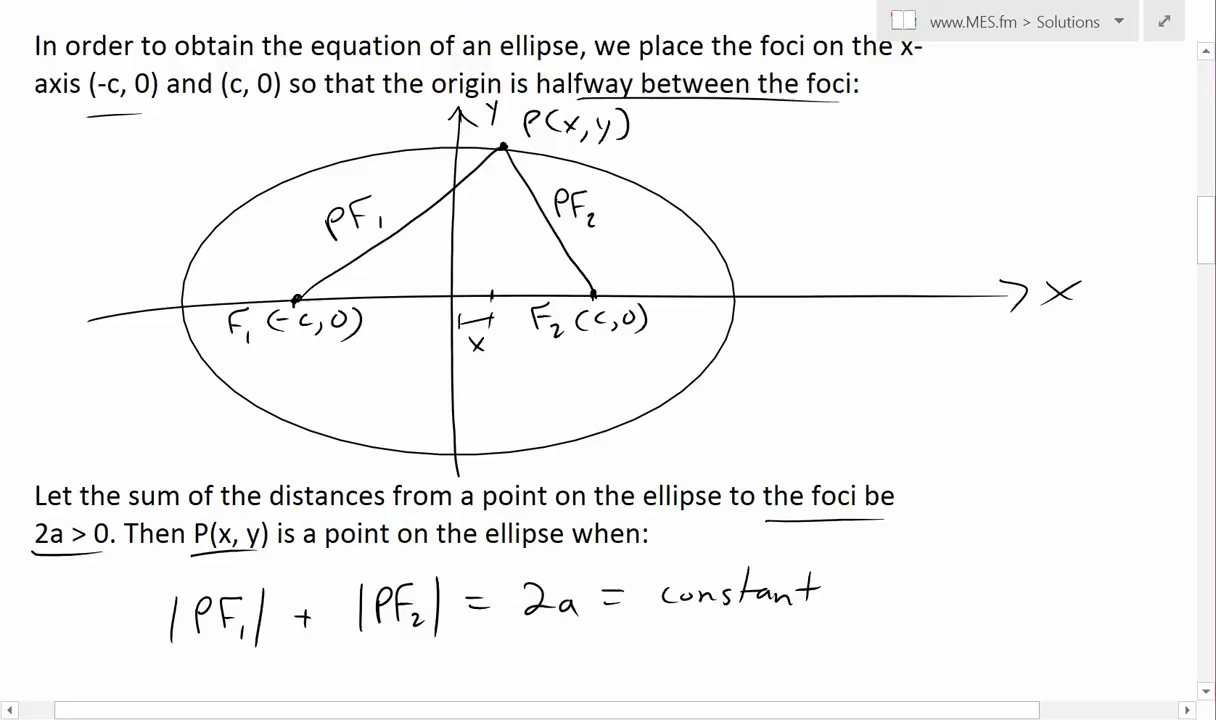 www.MES.fm > Solutions
In order to obtain the equation of an ellipse, we place the foci on the x-
axis (-c, 0) and (c, 0) so that the origin is halfway between the foci:
y P(x,y)
PF₁ PF₂
F₁ (-c,0) x F₂ (c,0) X
Let the sum of the distances from a point on the ellipse to the foci be
2a > 0. Then P(x, y) is a point on the ellipse when:
|PF₁| + |PF₂| = 2a = constant